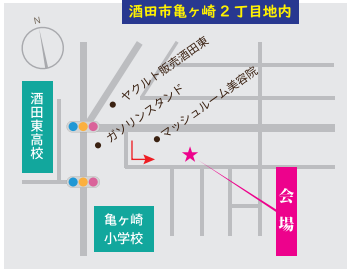 酒田市亀ヶ崎２丁目地内
N
ヤクルト販売酒田東
ガソリンスタンド
マッシュルーム美容院
酒田東高校
亀ヶ崎
小学校
会場